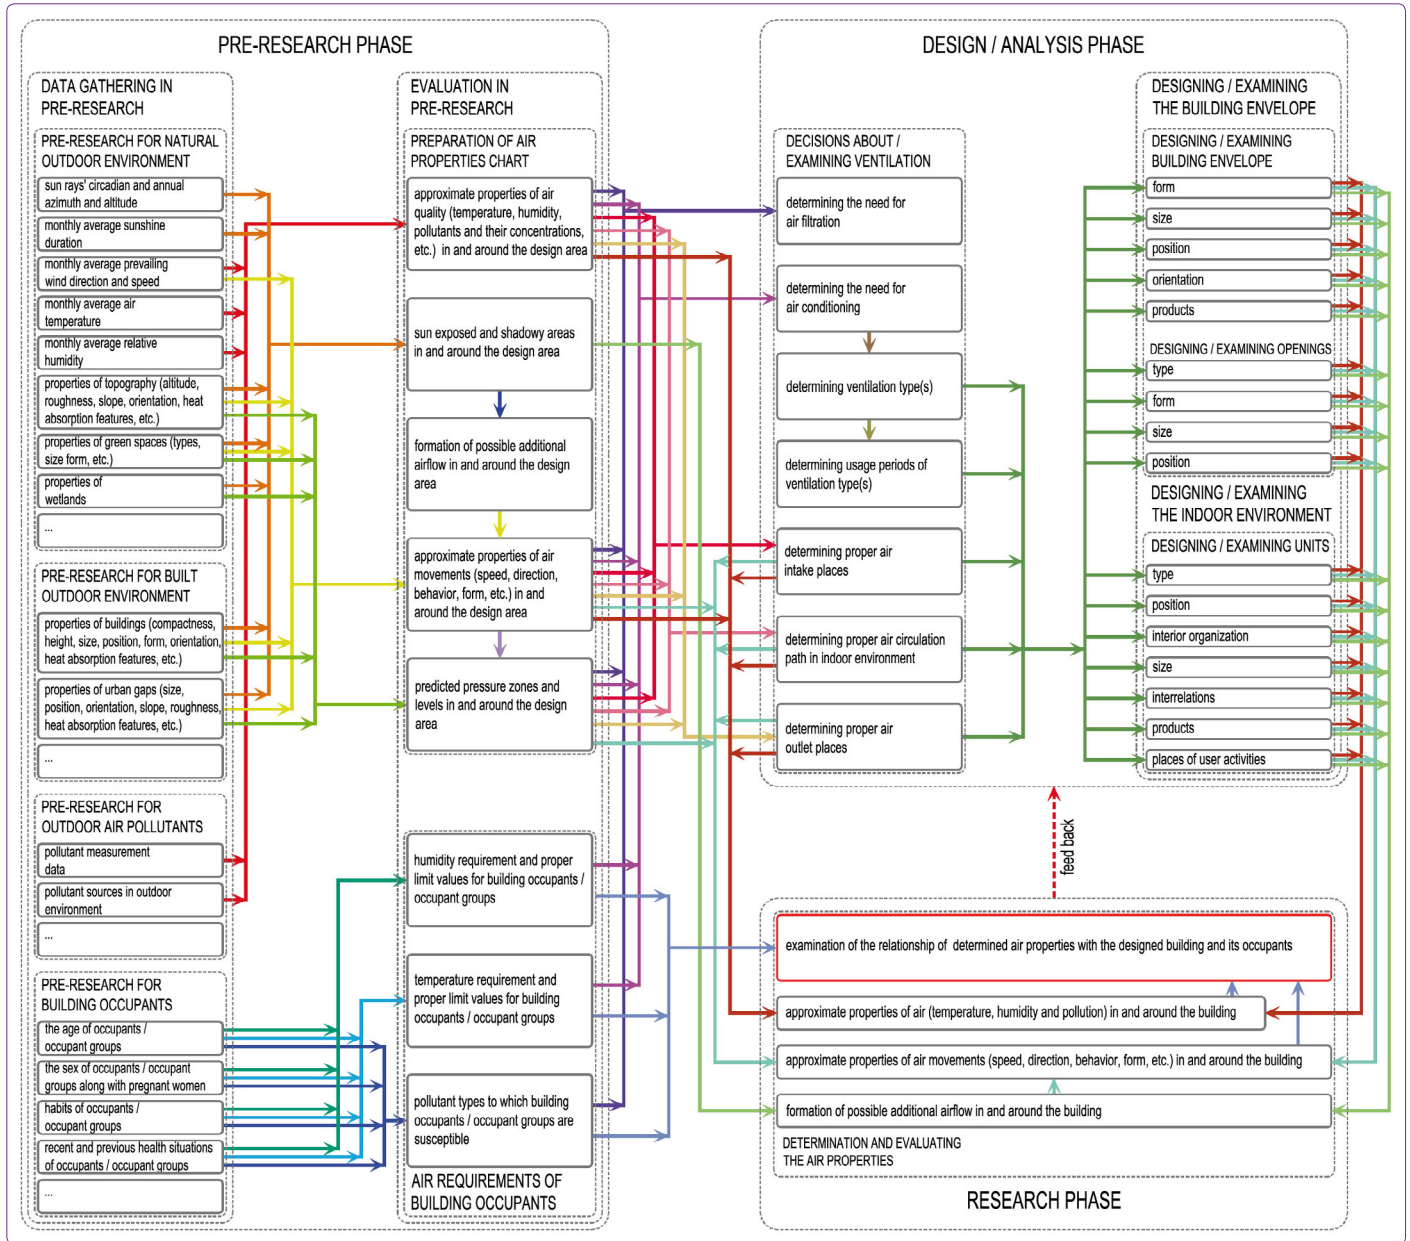 PRE-RESEARCH PHASE
DATA GATHERING IN
PRE-RESEARCH
PRE-RESEARCH FOR NATURAL
OUTDOOR ENVIRONMENT
sun rays' circadian and annual
azimuth and altitude
monthly average sunshine
duration
monthly average prevailing
wind direction and speed
monthly average air
temperature
monthly average relative
humidity
properties of topography (altitude,
roughness, slope, orientation, heat
absorption features, etc.)
properties of green spaces (types,
size form, etc.)
properties of
wetlands
...
PRE-RESEARCH FOR BUILT
OUTDOOR ENVIRONMENT
properties of buildings (compactness,
height, size, position, form, orientation,
heat absorption features, etc.)
properties of urban gaps (size,
position, orientation, slope, roughness,
heat absorption features, etc.)
...
PRE-RESEARCH FOR
OUTDOOR AIR POLLUTANTS
pollutant measurement
data
pollutant sources in outdoor
environment
...
PRE-RESEARCH FOR
BUILDING OCCUPANTS
the age of occupants /
occupant groups
the sex of occupants / occupant
groups along with pregnant women
habits of occupants /
occupant groups
recent and previous health situations
of occupants / occupant groups
...
EVALUATION IN
PRE-RESEARCH
PREPARATION OF AIR
PROPERTIES CHART
approximate properties of air
quality (temperature, humidity,
pollutants and their concentrations,
etc.) in and around the design area
sun exposed and shadowy areas
in and around the design area
formation of possible additional
airflow in and around the design
area
approximate properties of air
movements (speed, direction,
behavior, form, etc.) in and
around the design area
predicted pressure zones and
levels in and around the design
area
humidity requirement and proper
limit values for building occupants /
occupant groups
temperature requirement and
proper limit values for building
occupants / occupant groups
pollutant types to which building
occupants / occupant groups are
susceptible
AIR REQUIREMENTS OF
BUILDING OCCUPANTS
DESIGN / ANALYSIS PHASE
DECISIONS ABOUT /
EXAMINING VENTILATION
determining the need for
air filtration
determining the need for
air conditioning
determining ventilation type(s)
determining usage periods of
ventilation type(s)
determining proper air
intake places
determining proper air circulation
path in indoor environment
determining proper air
outlet places
DESIGNING / EXAMINING
THE BUILDING ENVELOPE
DESIGNING / EXAMINING
BUILDING ENVELOPE
form
size
position
orientation
products
DESIGNING / EXAMINING OPENINGS
type
form
size
position
DESIGNING / EXAMINING
THE INDOOR ENVIRONMENT
DESIGNING / EXAMINING UNITS
type
position
interior organization
size
interrelations
products
places of user activities
feed back
examination of the relationship of determined air properties with the designed building and its occupants
approximate properties of air (temperature, humidity and pollution) in and around the building
approximate properties of air movements (speed, direction, behavior, form, etc.) in and around the building
formation of possible additional airflow in and around the building
DETERMINATION AND EVALUATING
THE AIR PROPERTIES
RESEARCH PHASE